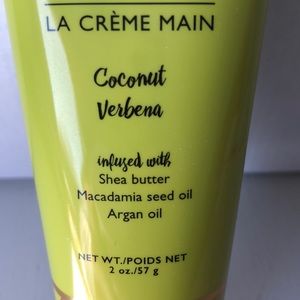 LA CRÈME MAIN
Coconut
Verbena
infused with
Shea butter
Macadamia seed oil
Argan oil
NET WT./POIDS NET
2 oz./57 g